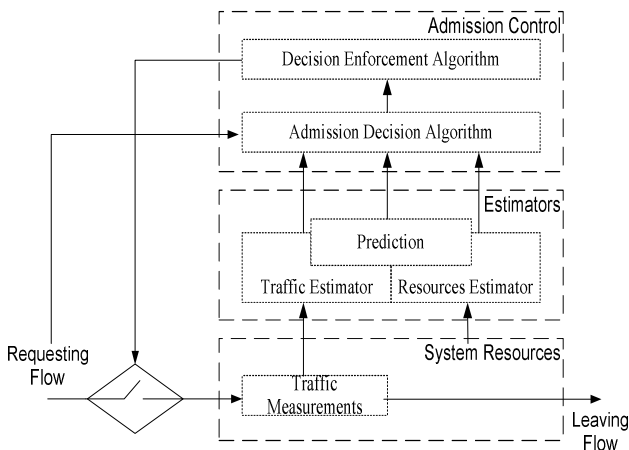 Admission Control
Decision Enforcement Algorithm
Admission Decision Algorithm
Estimators
Prediction
Traffic Estimator
Resources Estimator
System Resources
Requesting
Flow
Traffic
Measurements
Leaving
Flow